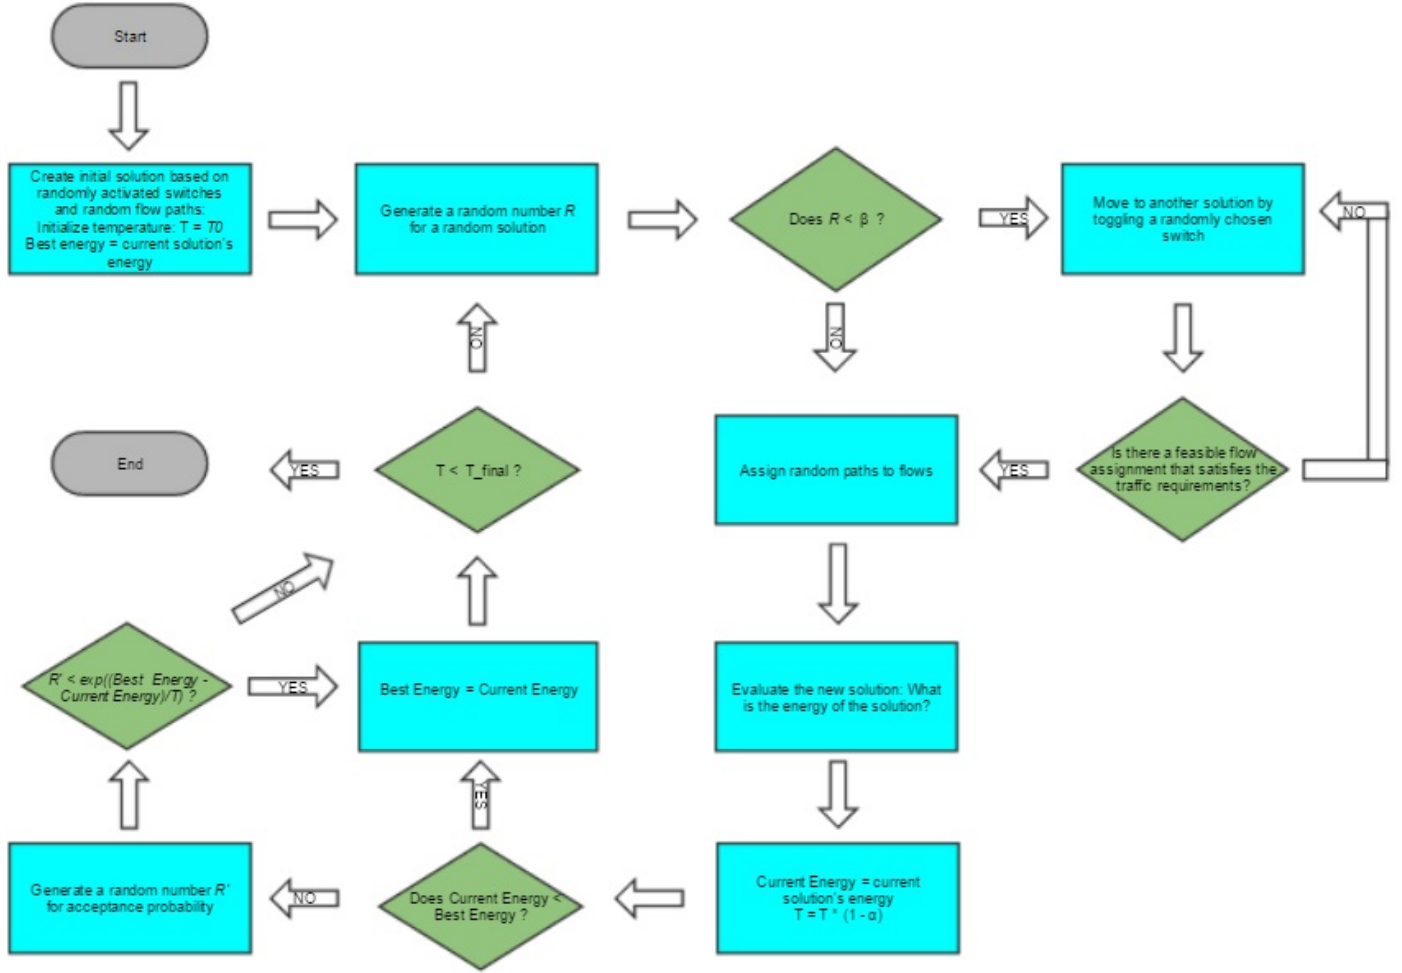 Start
Create initial solution based on
randomly activated switches
and random flow paths:
Initialize temperature: T = T0
Best energy = current solution's
energy
Generate a random number R
for a random solution
Does R < β ?
YES
Move to another solution by
toggling a randomly chosen
switch
NO
NO
NO
End
YES
T < T_final ?
Assign random paths to flows
YES
Is there a feasible flow
assignment that satisfies the
traffic requirements?
NO
R' < exp((Best Energy -
Current Energy)/T) ?
YES
Best Energy = Current Energy
Evaluate the new solution: What
is the energy of the solution?
YES
Generate a random number R'
for acceptance probability
NO
Does Current Energy <
Best Energy ?
Current Energy = current
solution's energy
T = T * (1 - α)